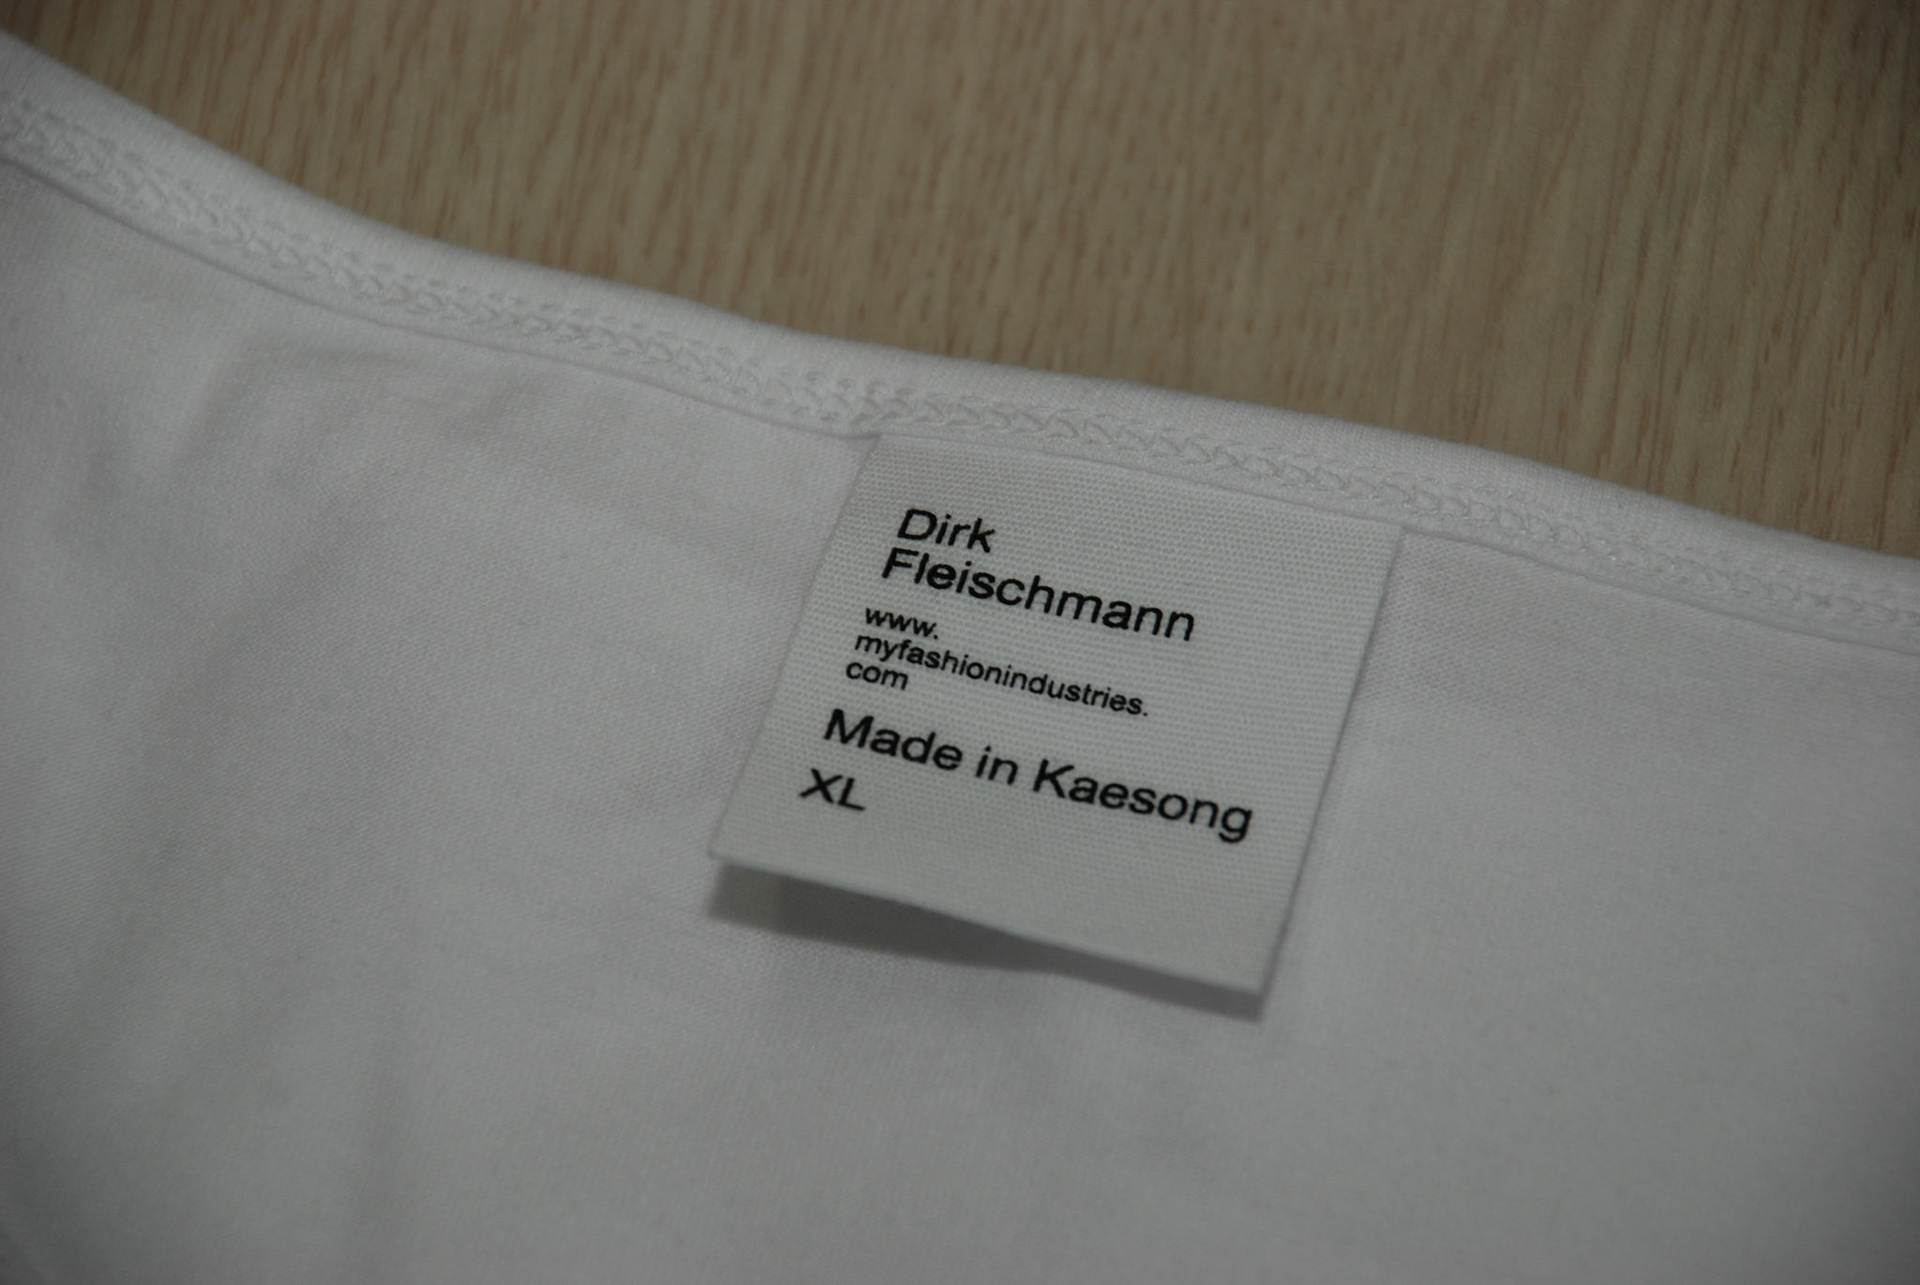 Dirk
Fleischmann
www.
myfashionindustries.
com
Made in Kaesong
XL